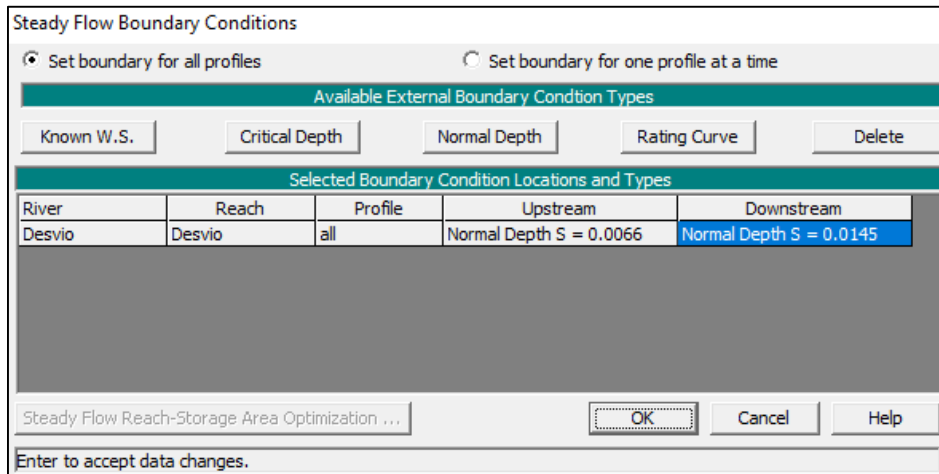 Steady Flow Boundary Conditions
Set boundary for all profiles Set boundary for one profile at a time
Available External Boundary Condtion Types
Known W.S. Critical Depth Normal Depth Rating Curve Delete
Selected Boundary Condition Locations and Types
River Reach Profile Upstream Downstream
Desvio Desvio all Normal Depth S = 0.0066 Normal Depth S = 0.0145
Steady Flow Reach-Storage Area Optimization ... OK Cancel Help
Enter to accept data changes.